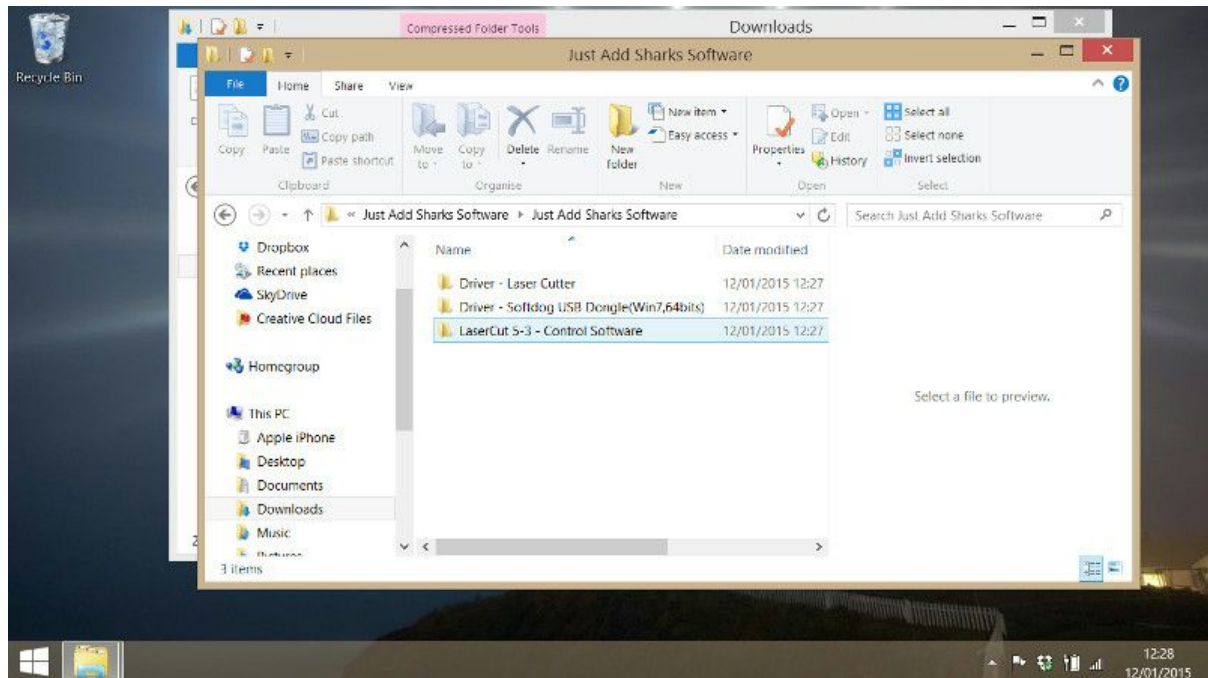 Recycle Bin
Compressed Folder Tools
Downloads
Just Add Sharks Software
File Home Share View
Copy
Paste
Cut
Copy path
Paste shortcut
Clipboard
Move to
Copy to
Delete
Rename
New folder
Organise
New item
Easy access
New
Properties
Open
Edit
History
Open
Select all
Select none
Invert selection
Select
« Just Add Sharks Software Just Add Sharks Software
Search Just Add Sharks Software
Dropbox
Recent places
SkyDrive
Creative Cloud Files
Homegroup
This PC
Apple iPhone
Desktop
Documents
Downloads
Music
Pictures
Name Date modified
Driver - Laser Cutter 12/01/2015 12:27
Driver - Softdog USB Dongle(Win7,64bits) 12/01/2015 12:27
LaserCut 5-3 - Control Software 12/01/2015 12:27
Select a file to preview.
3 items
12:28
12/01/2015